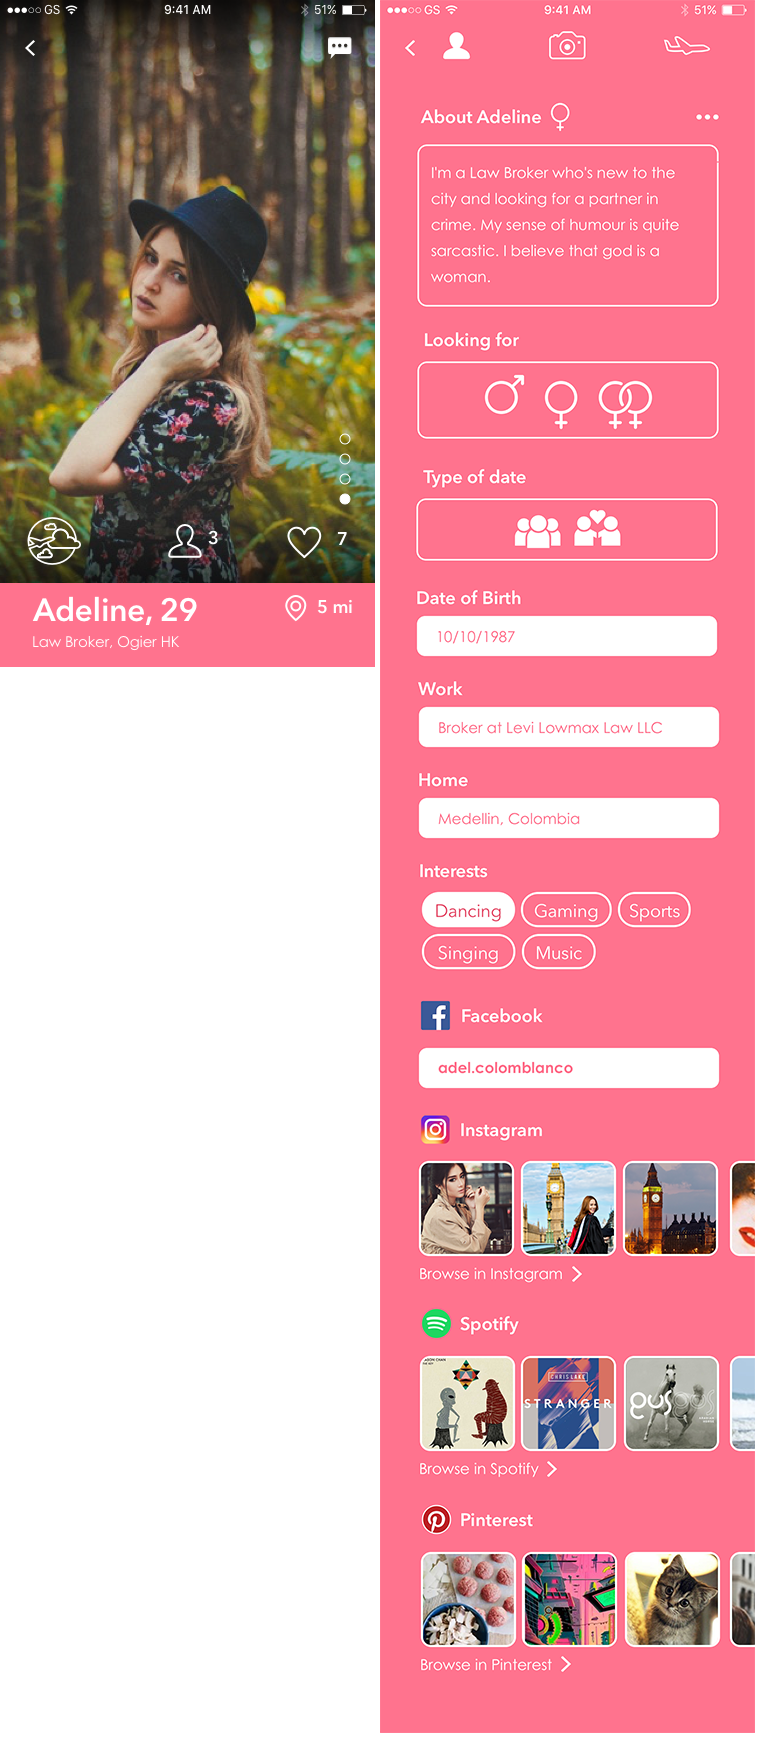 GS 9:41 AM 51%
3
7
Adeline, 29
5 mi
Law Broker, Ogier HK
GS 9:41 AM 51%
About Adeline
I'm a Law Broker who's new to the
city and looking for a partner in
crime. My sense of humour is quite
sarcastic. I believe that god is a
woman.
Looking for
Type of date
Date of Birth
10/10/1987
Work
Broker at Levi Lowmax Law LLC
Home
Medellin, Colombia
Interests
Dancing Gaming Sports
Singing Music
Facebook
adel.colomblanco
Instagram
Browse in Instagram
Spotify
CHRIS LAKE
STRANGER
gus gus
Browse in Spotify
Pinterest
Browse in Pinterest